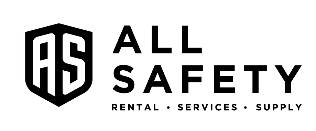 AS
ALL
SAFETY
RENTAL • SERVICES • SUPPLY